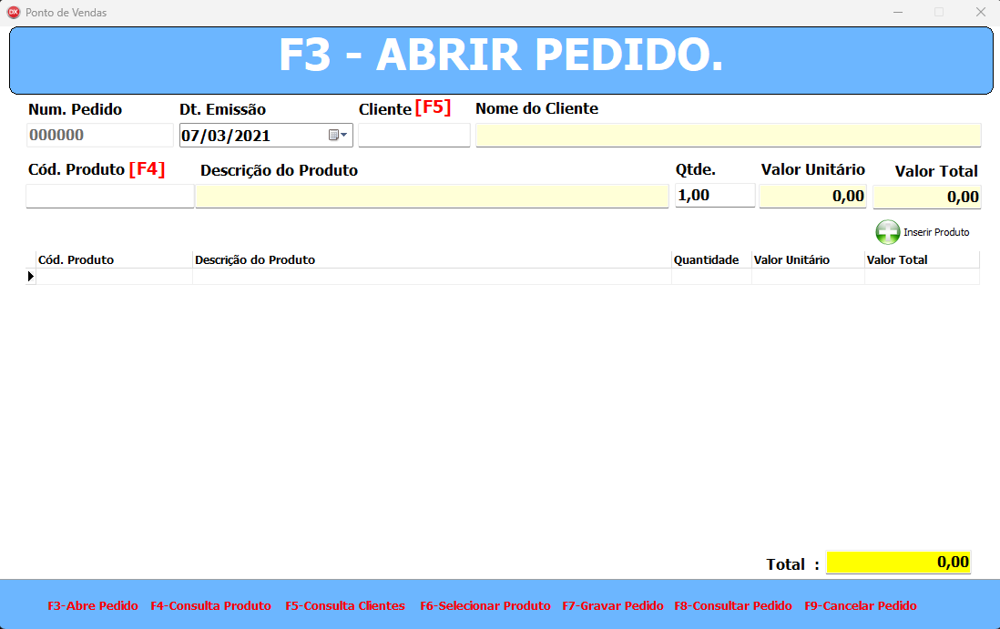 DX Ponto de Vendas
F3 - ABRIR PEDIDO.
Num. Pedido Dt. Emissão Cliente [F5] Nome do Cliente
000000 07/03/2021
Cód. Produto [F4] Descrição do Produto Qtde. Valor Unitário Valor Total
1,00 0,00 0,00
Inserir Produto
Cód. Produto Descrição do Produto Quantidade Valor Unitário Valor Total
Total : 0,00
F3-Abre Pedido F4-Consulta Produto F5-Consulta Clientes F6-Selecionar Produto F7-Gravar Pedido F8-Consultar Pedido F9-Cancelar Pedido